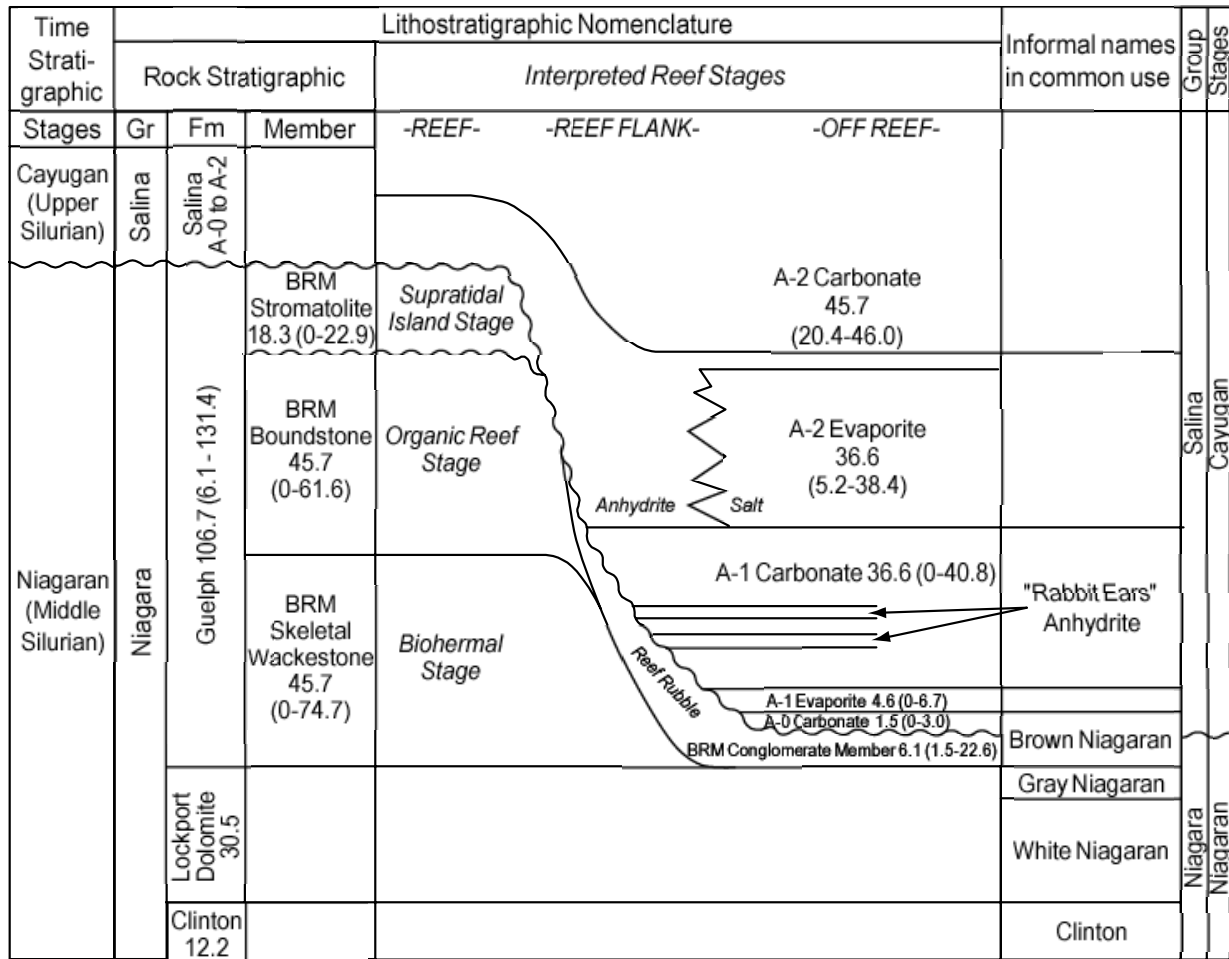 Time
Strati-
graphic
Lithostratigraphic Nomenclature
Rock Stratigraphic
Interpreted Reef Stages
Informal names
in common use
Group
Stages
Stages
Gr
Fm
Member
-REEF-
-REEF FLANK-
-OFF REEF-
Cayugan
(Upper
Silurian)
Salina
Salina
A-0 to A-2
Niagaran
(Middle
Silurian)
Niagara
Guelph 106.7 (6.1 - 131.4)
BRM
Stromatolite
18.3 (0-22.9)
Supratidal
Island Stage
A-2 Carbonate
45.7
(20.4-46.0)
BRM
Boundstone
45.7
(0-61.6)
Organic Reef
Stage
A-2 Evaporite
36.6
(5.2-38.4)
Anhydrite
Salt
BRM
Skeletal
Wackestone
45.7
(0-74.7)
Biohermal
Stage
Reef Rubble
A-1 Carbonate 36.6 (0-40.8)
"Rabbit Ears"
Anhydrite
A-1 Evaporite 4.6 (0-6.7)
A-0 Carbonate 1.5 (0-3.0)
BRM Conglomerate Member 6.1 (1.5-22.6)
Brown Niagaran
Gray Niagaran
White Niagaran
Lockport
Dolomite
30.5
Clinton
12.2
Clinton
Salina
Cayugan
Niagara
Niagaran